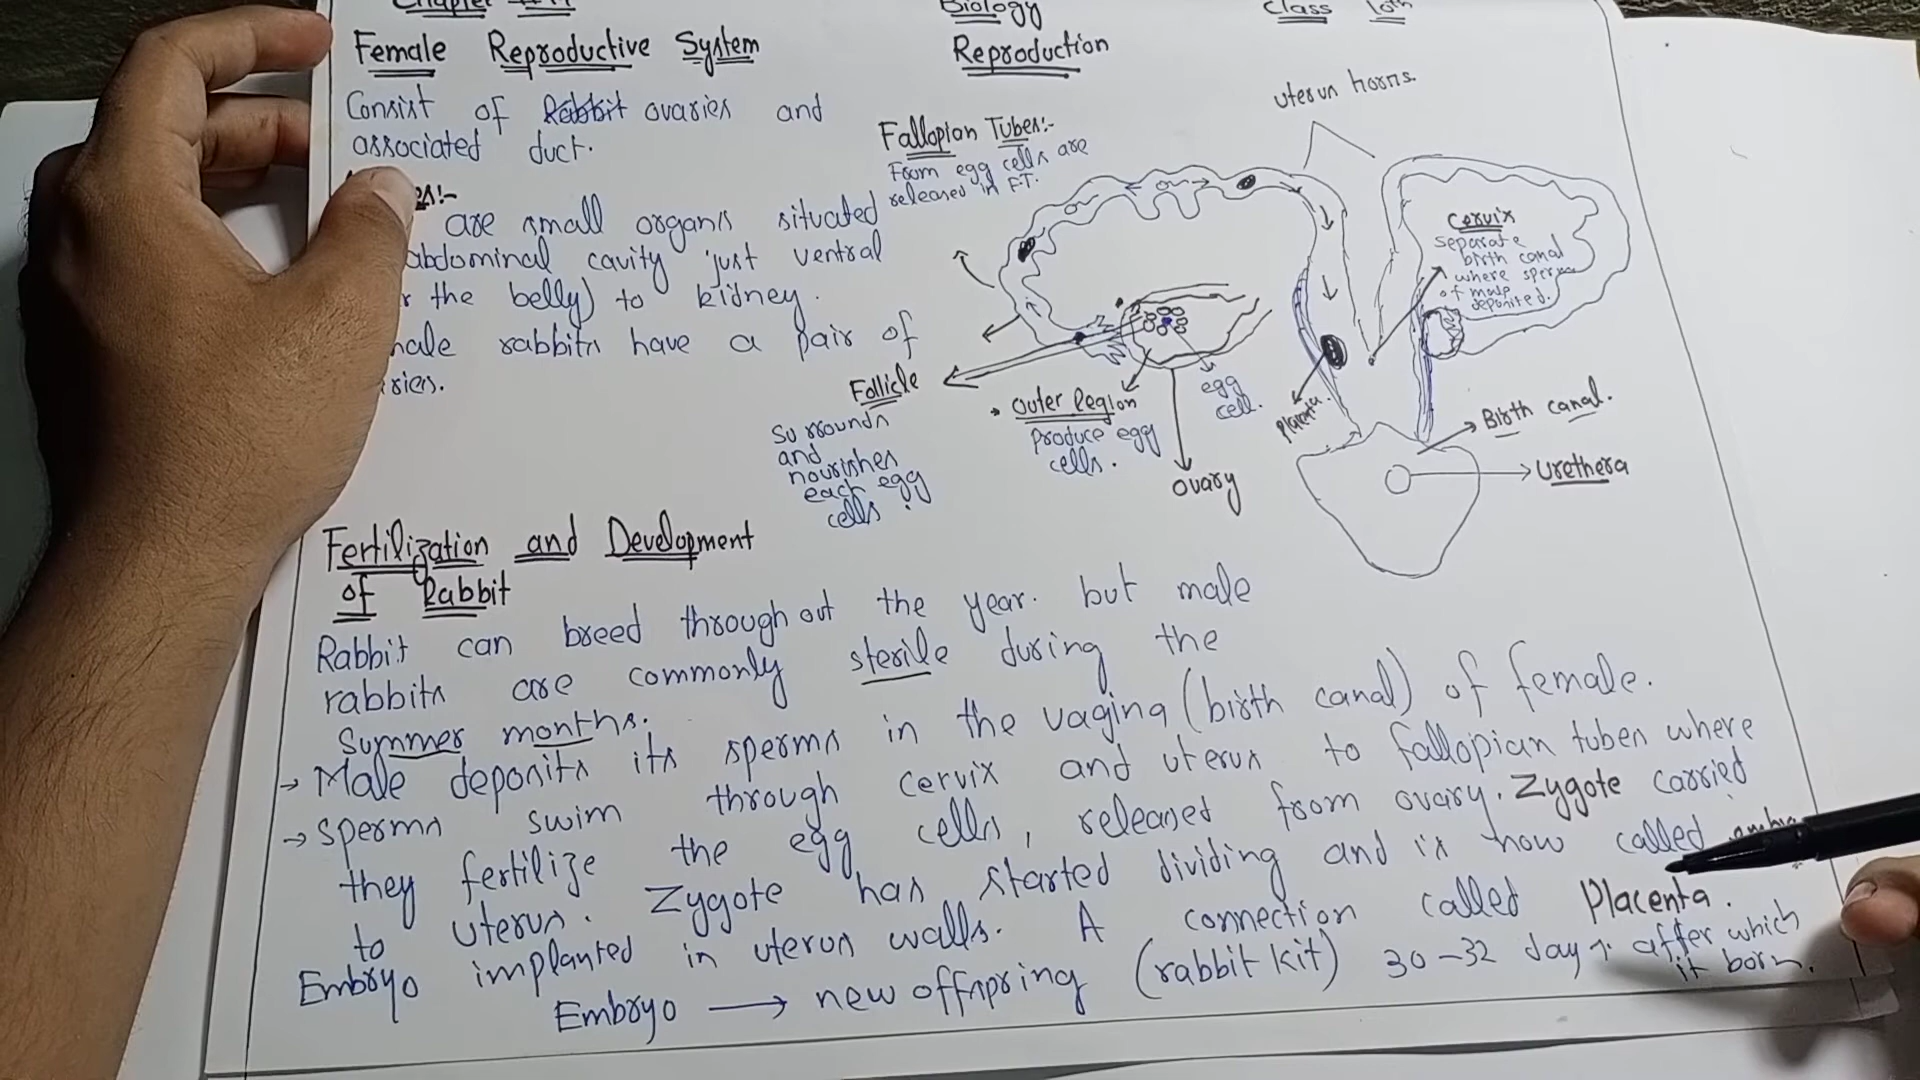 Biology
Class 10th
Female Reproductive System
Reproduction
Consist of Rabbit ovaries and
associated duct.
are small organs situated
abdominal cavity just ventral
the belly) to kidney.
rabbits have a pair of
Fallopian Tubes:-
From egg cells are
released in F.T.
uterus horns.
Cervix
separate
birth canal
where sperms
of male
deposited.
Follicle
Surrounds
and
nourishes
each egg
cells.
Outer Region
produce egg
cells.
egg
cell.
Ovary
Placenta.
Birth canal.
Urethera
Fertilization and Development
of Rabbit
Rabbit can breed throughout the year. but male
rabbits are commonly sterile during the
Summer months.
→ Male deposits its sperms in the vagina (birth canal) of female.
→ Sperms swim through cervix and uterus to fallopian tubes where
they fertilize the egg cells, released from ovary. Zygote carried
to uterus. Zygote has started dividing and is now called
Embryo implanted in uterus walls. A connection called Placenta.
Embryo → new offspring (rabbit kit) 30-32 days after which
it born.